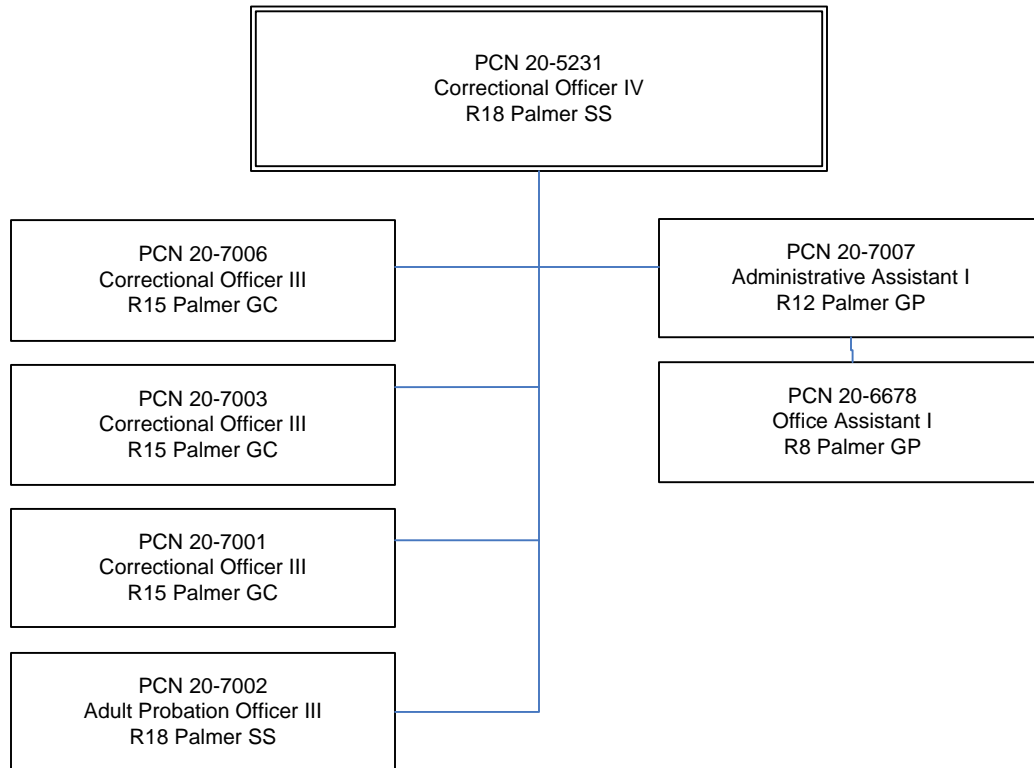 PCN 20-5231
Correctional Officer IV
R18 Palmer SS
PCN 20-7006
Correctional Officer III
R15 Palmer GC
PCN 20-7007
Administrative Assistant I
R12 Palmer GP
PCN 20-7003
Correctional Officer III
R15 Palmer GC
PCN 20-6678
Office Assistant I
R8 Palmer GP
PCN 20-7001
Correctional Officer III
R15 Palmer GC
PCN 20-7002
Adult Probation Officer III
R18 Palmer SS